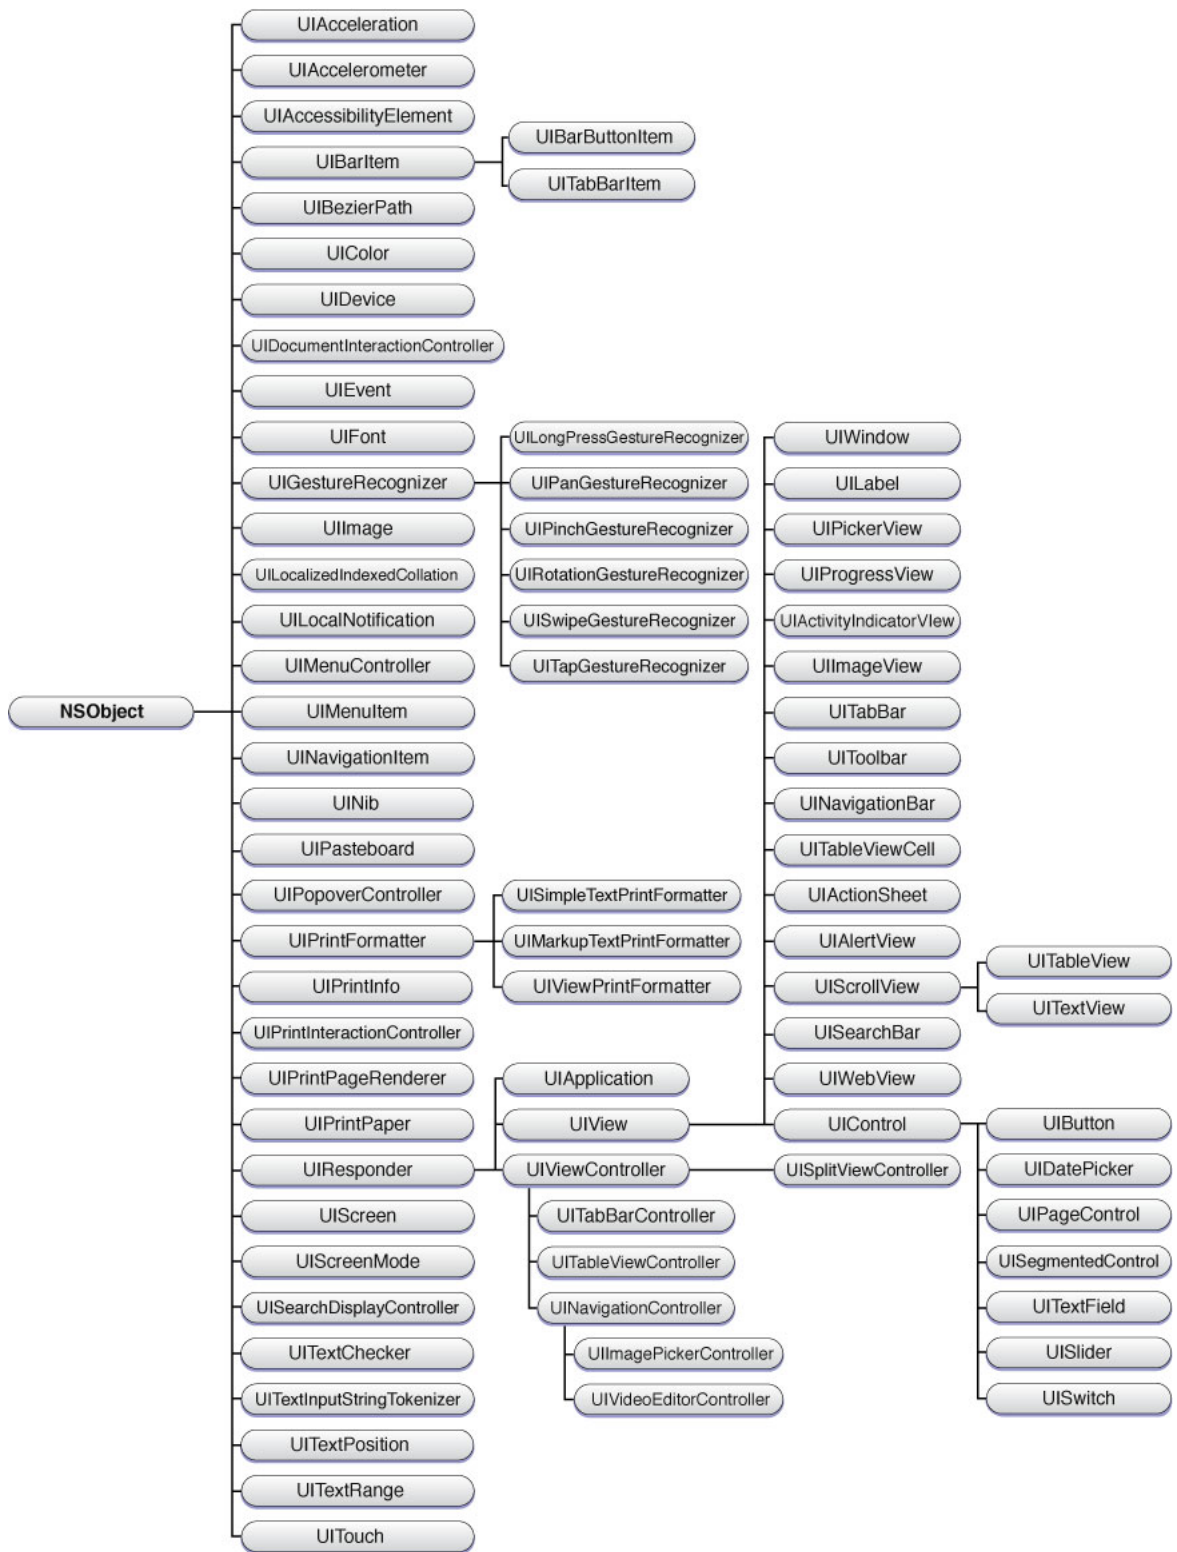 UIAcceleration
UIAccelerometer
UIAccessibilityElement
UIBarButtonItem
UIBarItem
UITabBarItem
UIBezierPath
UIColor
UIDevice
UIDocumentInteractionController
UIEvent
UIFont
UILongPressGestureRecognizer
UIWindow
UIGestureRecognizer
UIPanGestureRecognizer
UILabel
UIImage
UIPinchGestureRecognizer
UIPickerView
UILocalizedIndexedCollation
UIRotationGestureRecognizer
UIProgressView
UILocalNotification
UISwipeGestureRecognizer
UIActivityIndicatorVIew
UIMenuController
UITapGestureRecognizer
UIImageView
NSObject
UIMenuItem
UITabBar
UINavigationItem
UIToolbar
UINib
UINavigationBar
UIPasteboard
UITableViewCell
UIPopoverController
UISimpleTextPrintFormatter
UIActionSheet
UIPrintFormatter
UIMarkupTextPrintFormatter
UIAlertView
UITableView
UIPrintInfo
UIViewPrintFormatter
UIScrollView
UITextView
UIPrintInteractionController
UISearchBar
UIPrintPageRenderer
UIApplication
UIWebView
UIPrintPaper
UIView
UIControl
UIButton
UIResponder
UIViewController
UISplitViewController
UIDatePicker
UIScreen
UITabBarController
UIPageControl
UIScreenMode
UITableViewController
UISegmentedControl
UISearchDisplayController
UINavigationController
UITextField
UITextChecker
UIImagePickerController
UISlider
UITextInputStringTokenizer
UIVideoEditorController
UISwitch
UITextPosition
UITextRange
UITouch